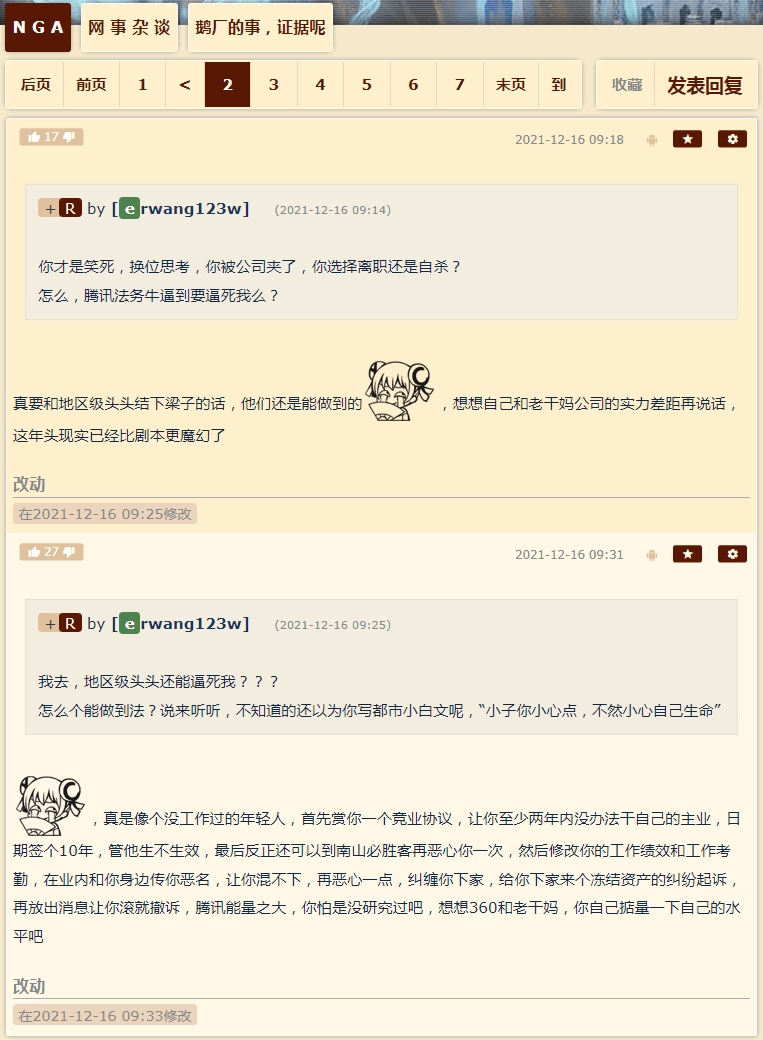 NGA 网事杂谈 鹅厂的事，证据呢
后页 前页 1 < 2 3 4 5 6 7 末页 到 收藏 发表回复
17 2021-12-16 09:18
+ R by [erwang123w] (2021-12-16 09:14)
你才是笑死，换位思考，你被公司夹了，你选择离职还是自杀？
怎么，腾讯法务牛逼到要逼死我么？
真要和地区级头头结下梁子的话，他们还是能做到的，想想自己和老干妈公司的实力差距再说话，
这年头现实已经比剧本更魔幻了
改动
在2021-12-16 09:25修改
27 2021-12-16 09:31
+ R by [erwang123w] (2021-12-16 09:25)
我去，地区级头头还能逼死我？？？
怎么个能做到法？说来听听，不知道的还以为你写都市小白文呢，“小子你小心点，不然小心自己生命”
，真是像个没工作过的年轻人，首先赏你一个竞业协议，让你至少两年内没办法干自己的主业，日
期签个10年，管他生不生效，最后反正还可以到南山必胜客再恶心你一次，然后修改你的工作绩效和工作考
勤，在业内和你身边传你恶名，让你混不下，再恶心一点，纠缠你下家，给你下家来个冻结资产的纠纷起诉，
再放出消息让你滚就撤诉，腾讯能量之大，你怕是没研究过吧，想想360和老干妈，你自己掂量一下自己的水
平吧
改动
在2021-12-16 09:33修改